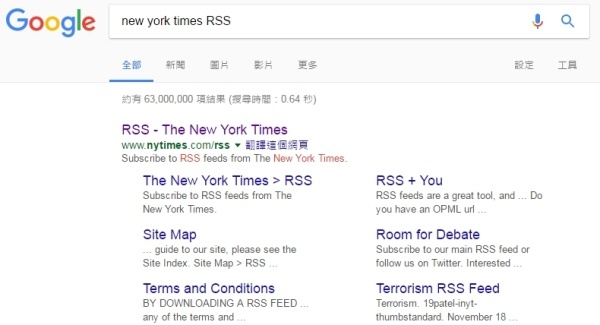 Google new york times RSS
全部 新聞 圖片 影片 更多 設定 工具
約有 63,000,000 項結果 (搜尋時間：0.64 秒)
RSS - The New York Times
www.nytimes.com/rss ▼ 翻譯這個網頁
Subscribe to RSS feeds from The New York Times.
The New York Times > RSS
Subscribe to RSS feeds from The
New York Times.
RSS + You
RSS feeds are a great tool, and ... Do
you have an OPML url ...
Site Map
... guide to our site, please see the
Site Index. Site Map > RSS ...
Room for Debate
Subscribe to our main RSS feed or
follow us on Twitter. Interested ...
Terms and Conditions
BY DOWNLOADING A RSS FEED ...
any of the terms and ...
Terrorism RSS Feed
Terrorism. 19patel-inyt-
thumbstandard. November 18 ...